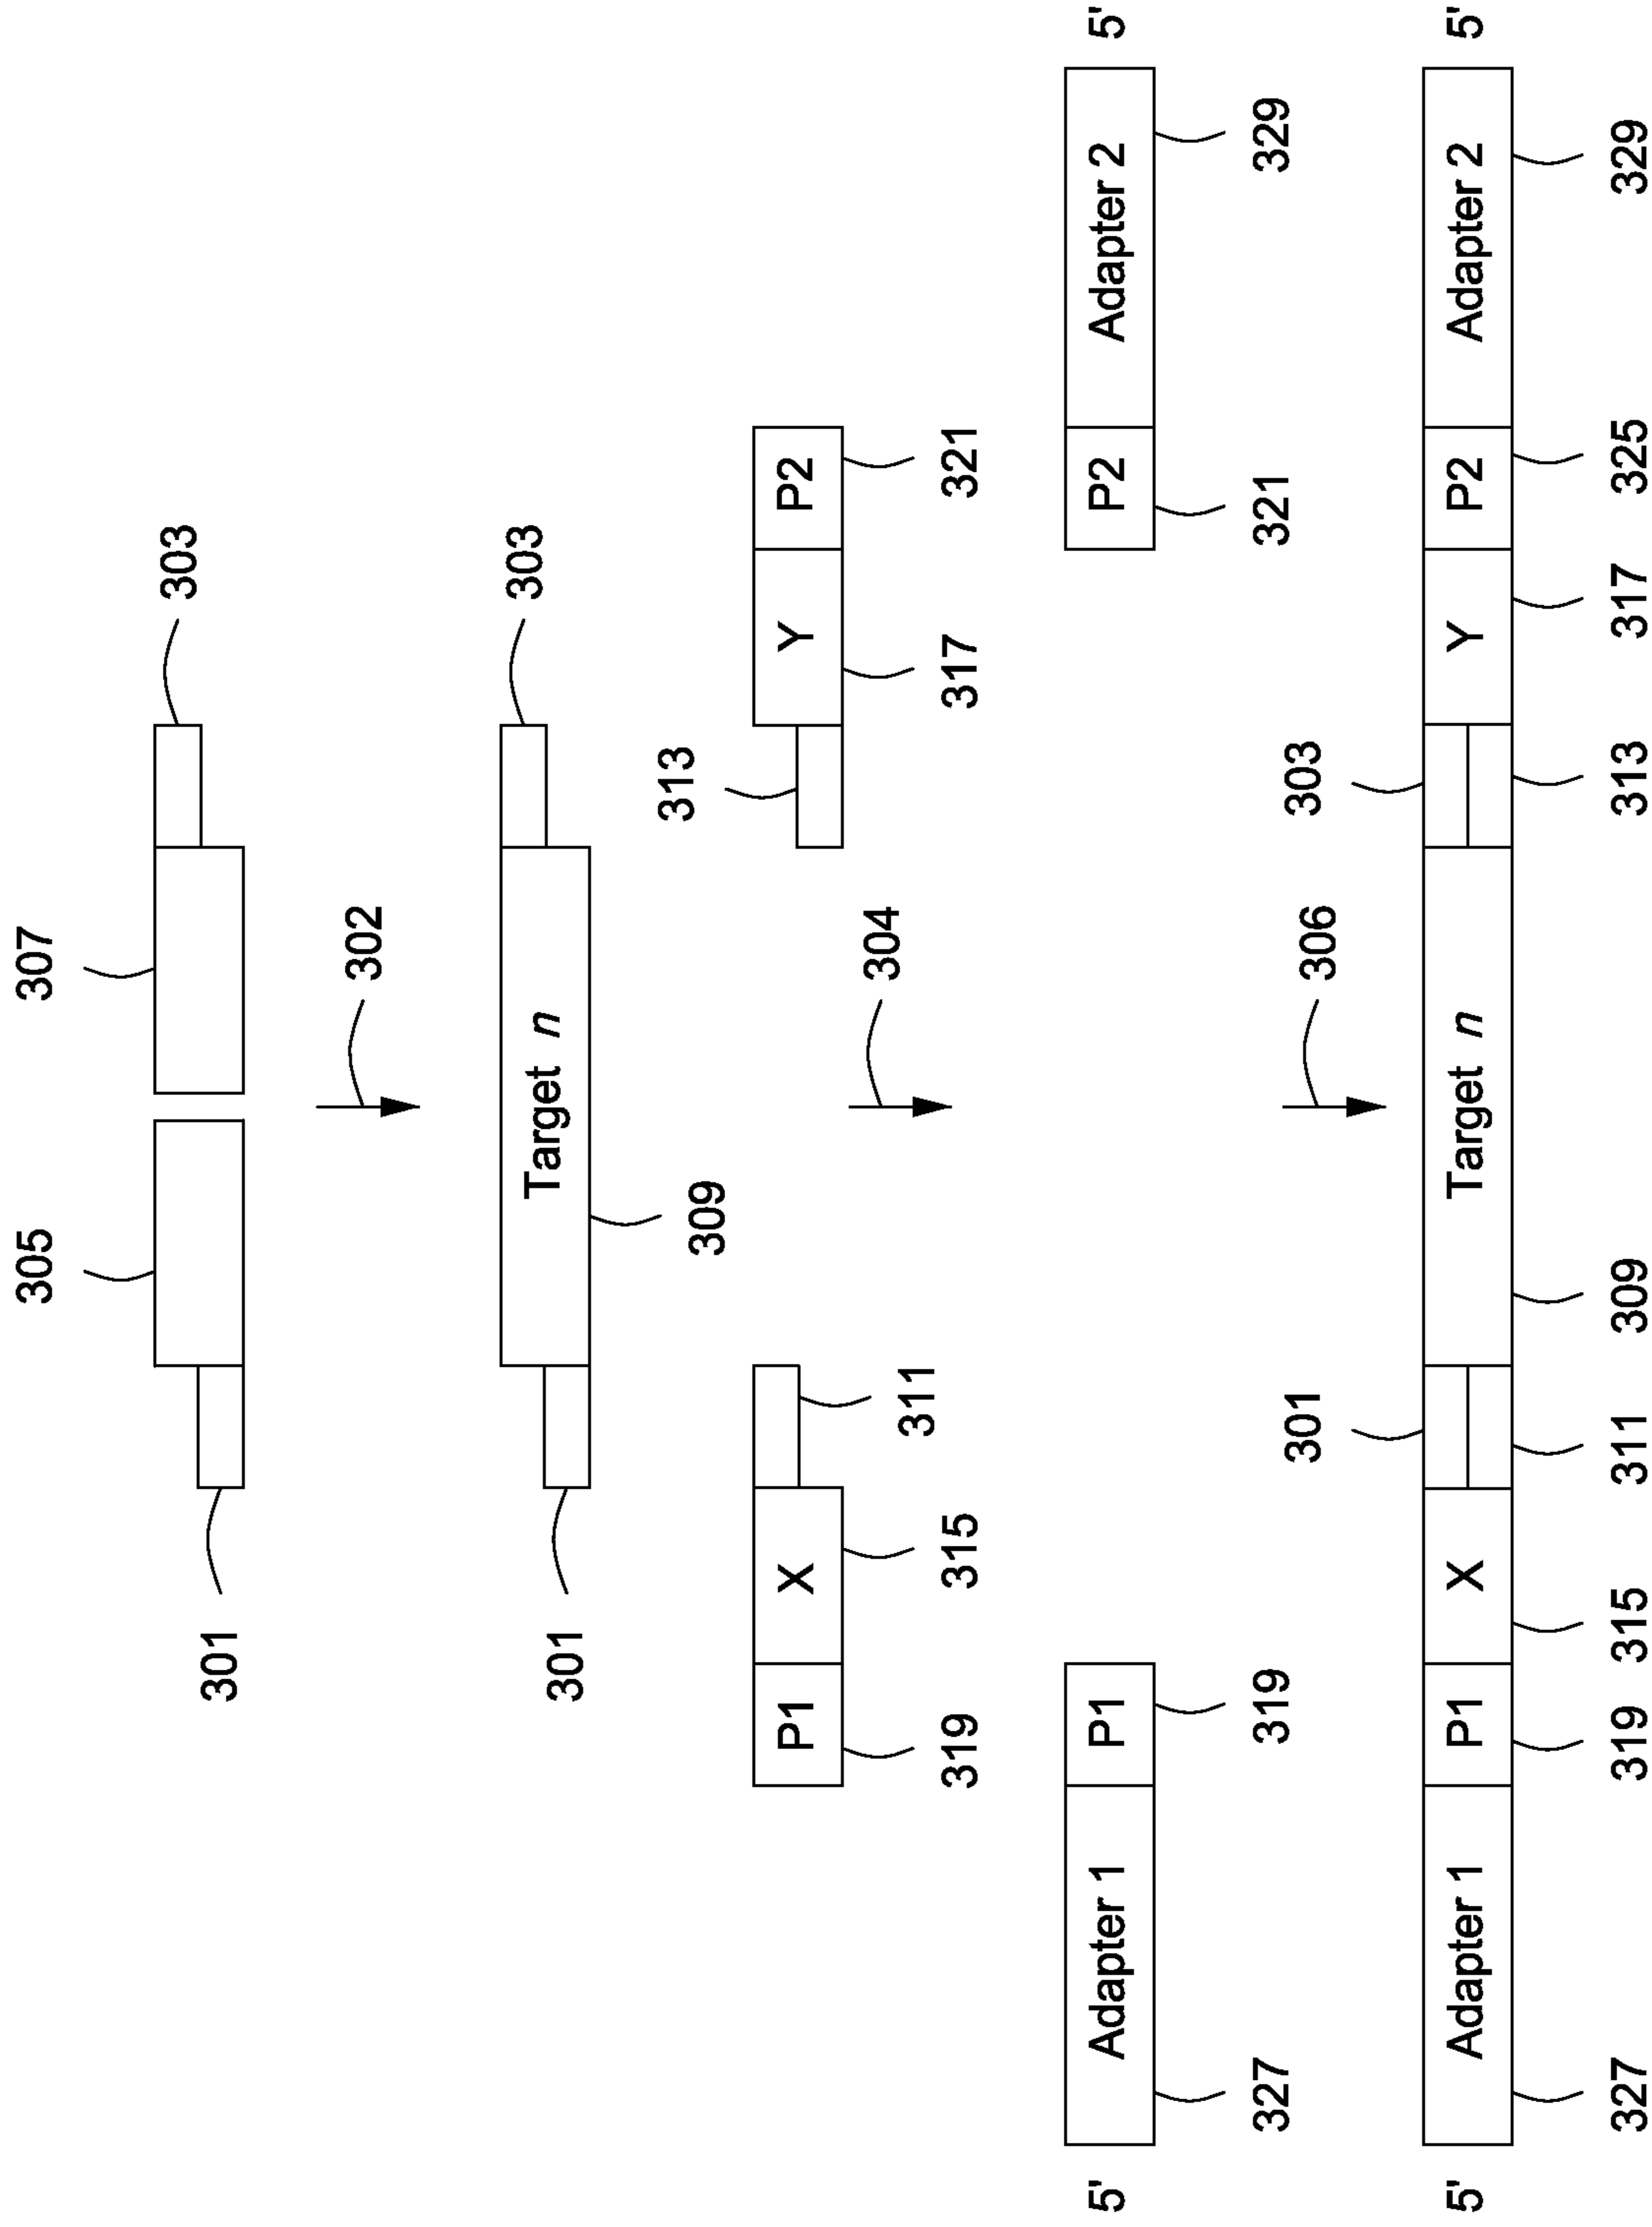 305 307
301 303
302
301 Target n 303
309
313
P1 X Y P2
319 315 311 317 321
304
5' Adapter 1 P1 P2 Adapter 2 5'
327 319 321 329
306
301 303
5' Adapter 1 P1 X Target n Y P2 Adapter 2 5'
327 319 315 311 309 313 317 325 329